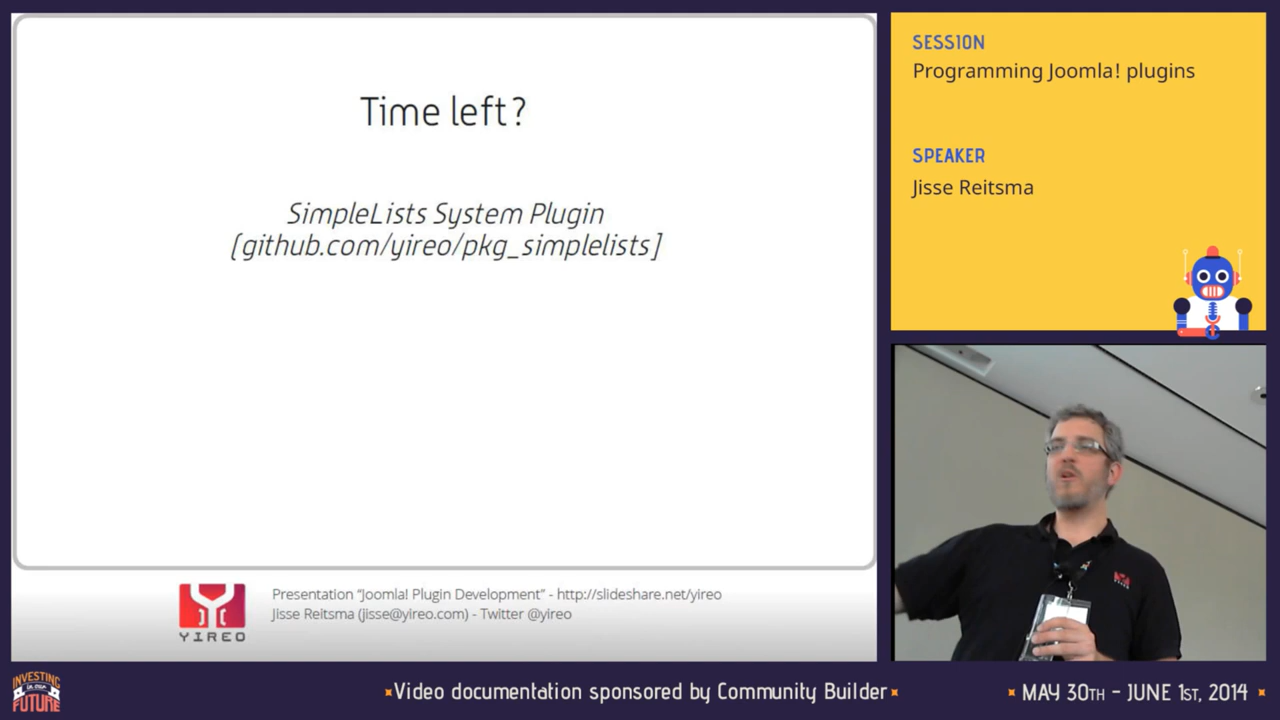 Time left?
SimpleLists System Plugin
[github.com/yireo/pkg_simplelists]
YIREO
Presentation “Joomla! Plugin Development” - http://slideshare.net/yireo
Jisse Reitsma (jisse@yireo.com) - Twitter @yireo
SESSION
Programming Joomla! plugins
SPEAKER
Jisse Reitsma
INVESTING
IN OUR
FUTURE
Video documentation sponsored by Community Builder
MAY 30TH - JUNE 1ST, 2014